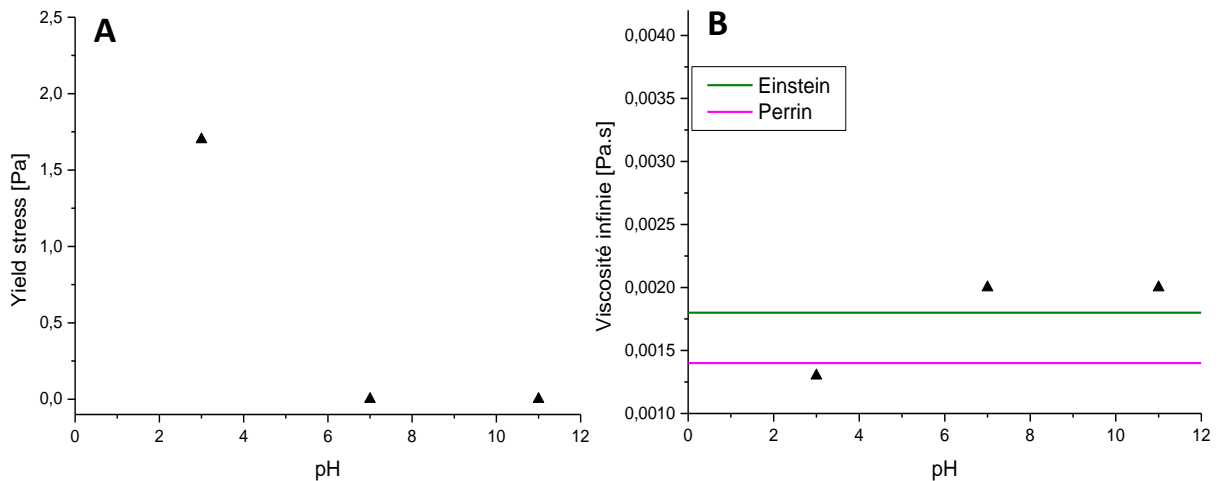 A
2,5
2,0
1,5
1,0
0,5
0,0
Yield stress [Pa]
0 2 4 6 8 10 12
pH
B
0,0040
0,0035
0,0030
0,0025
0,0020
0,0015
0,0010
Viscosité infinie [Pa.s]
Einstein
Perrin
0 2 4 6 8 10 12
pH